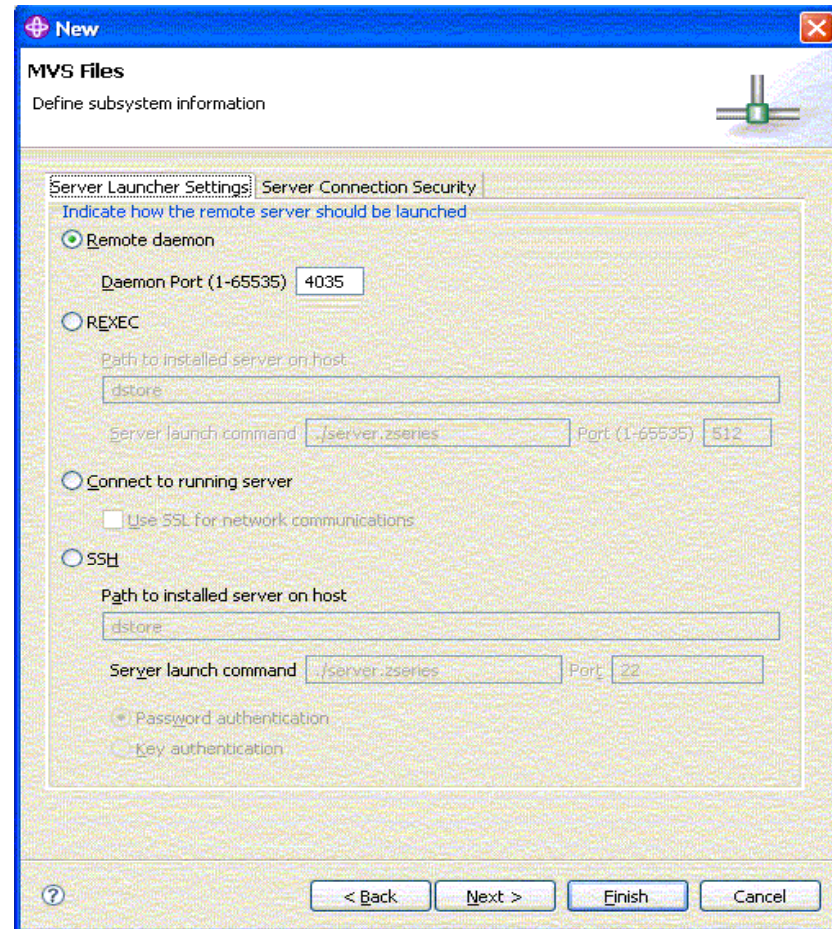 New
MVS Files
Define subsystem information
Server Launcher Settings Server Connection Security
Indicate how the remote server should be launched
Remote daemon
Daemon Port (1-65535) 4035
REXEC
Path to installed server on host
dstore
Server launch command ./server.zseries Port (1-65535) 512
Connect to running server
Use SSL for network communications
SSH
Path to installed server on host
dstore
Server launch command ./server.zseries Port 22
Password authentication
Key authentication
? < Back Next > Finish Cancel